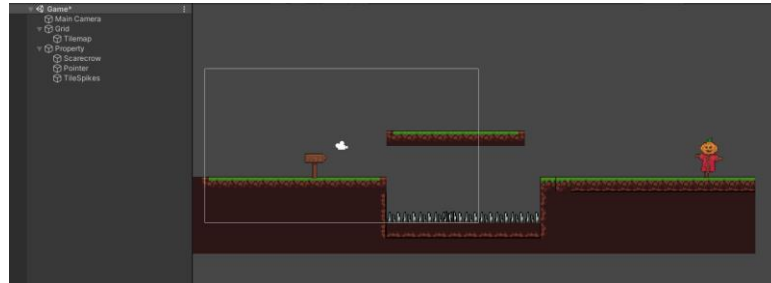 Game*
Main Camera
Grid
Tilemap
Property
Scarecrow
Pointer
TileSpikes